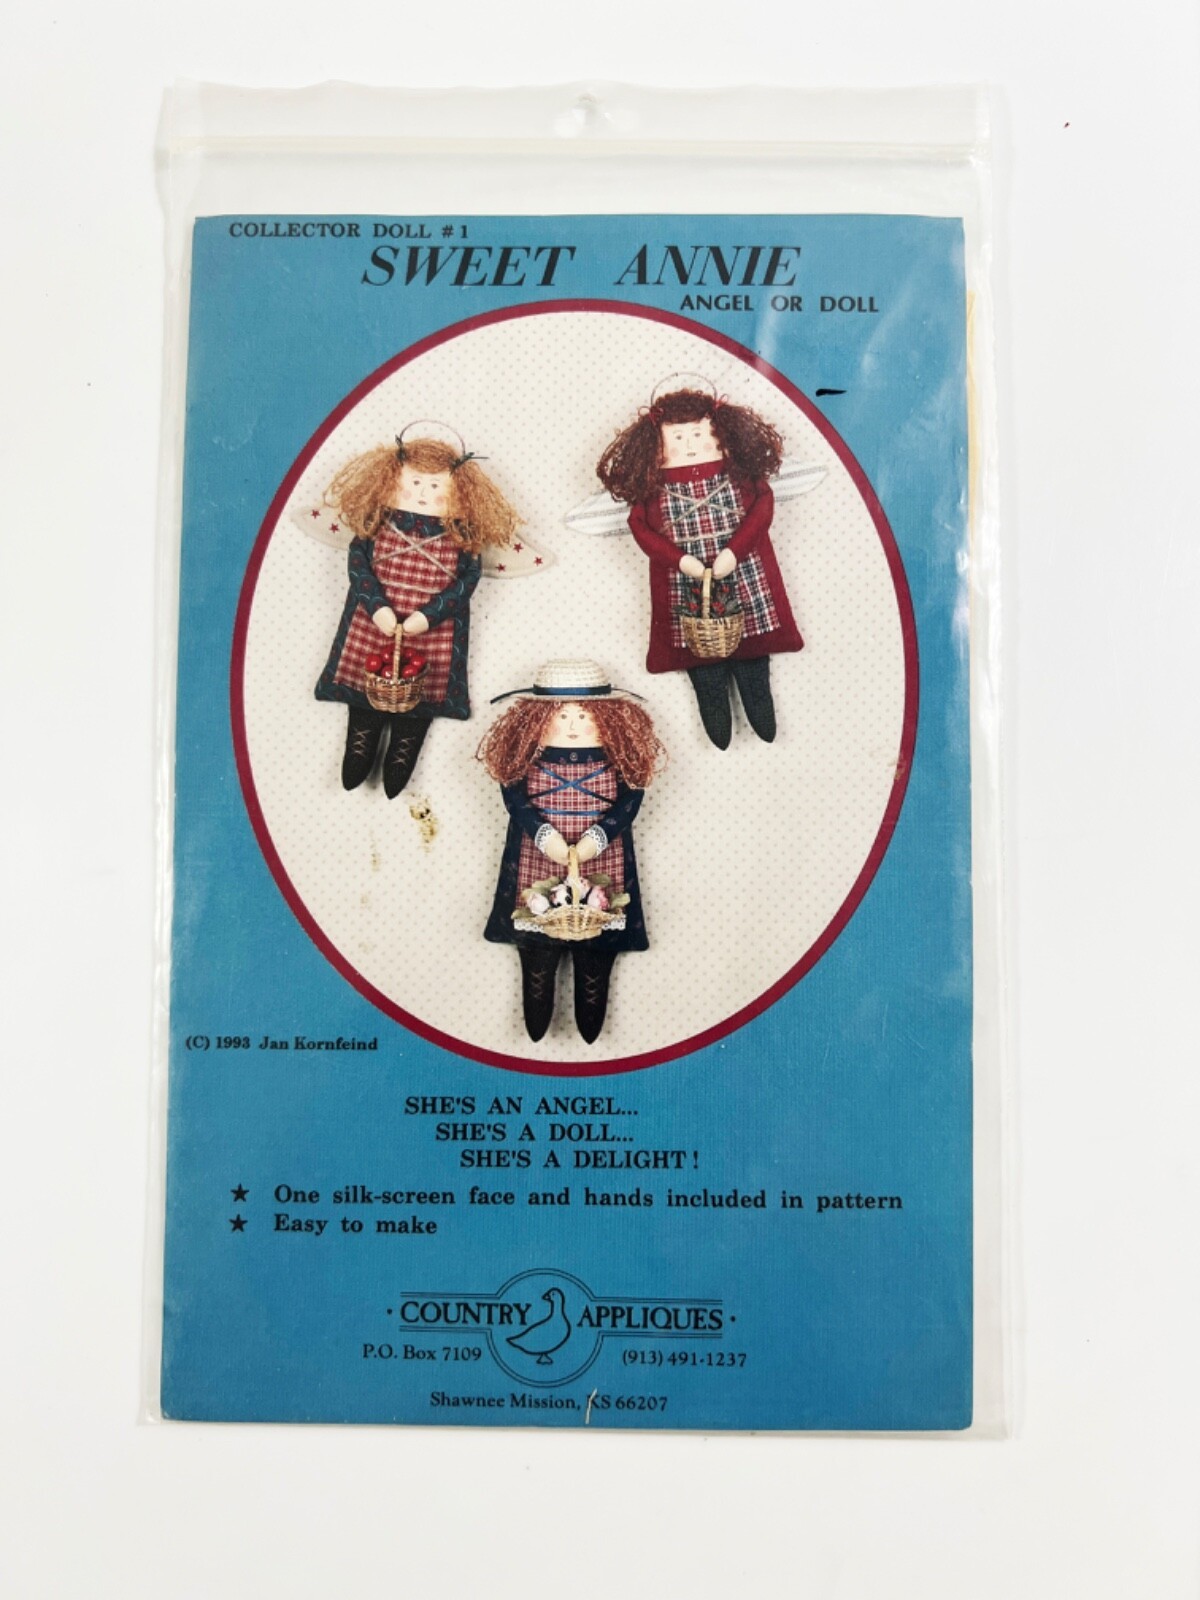 COLLECTOR DOLL #1
SWEET ANNIE
ANGEL OR DOLL
(C) 1993 Jan Kornfeind
SHE'S AN ANGEL...
SHE'S A DOLL...
SHE'S A DELIGHT!
★ One silk-screen face and hands included in pattern
★ Easy to make
· COUNTRY APPLIQUES ·
P.O. Box 7109 (913) 491-1237
Shawnee Mission, KS 66207